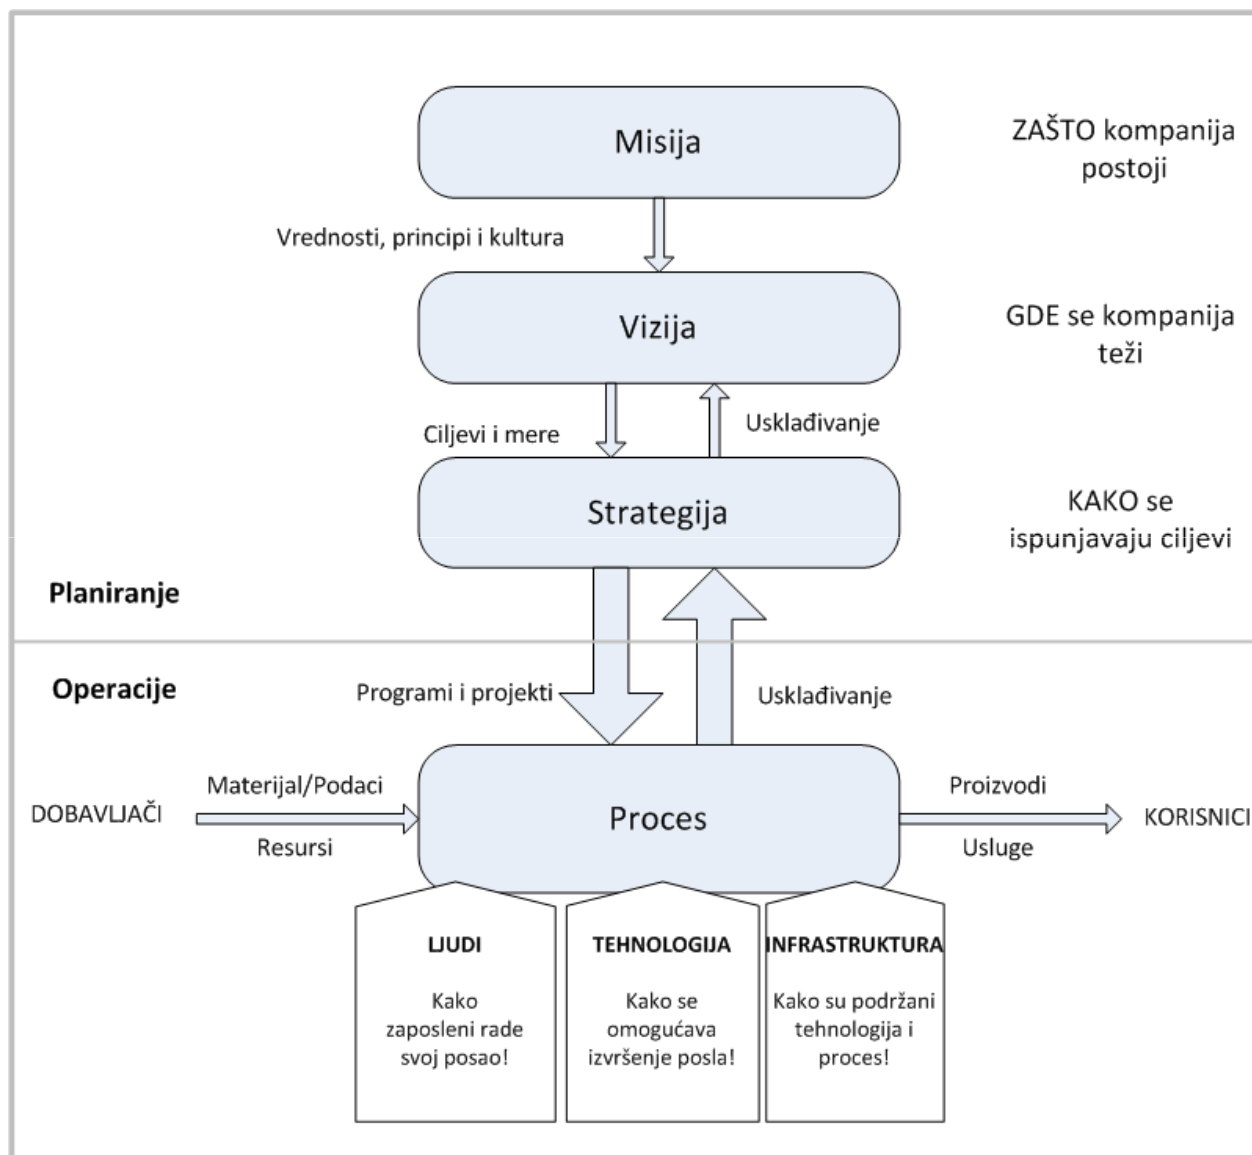 Misija
ZAŠTO kompanija
postoji
Vrednosti, principi i kultura
Vizija
GDE se kompanija
teži
Ciljevi i mere
Usklađivanje
Strategija
KAKO se
ispunjavaju ciljevi
Planiranje
Operacije
Programi i projekti
Usklađivanje
DOBAVLJAČI
Materijal/Podaci
Resursi
Proces
Proizvodi
Usluge
KORISNICI
LJUDI
Kako
zaposleni rade
svoj posao!
TEHNOLOGIJA
Kako se
omogućava
izvršenje posla!
INFRASTRUKTURA
Kako su podržani
tehnologija i
proces!